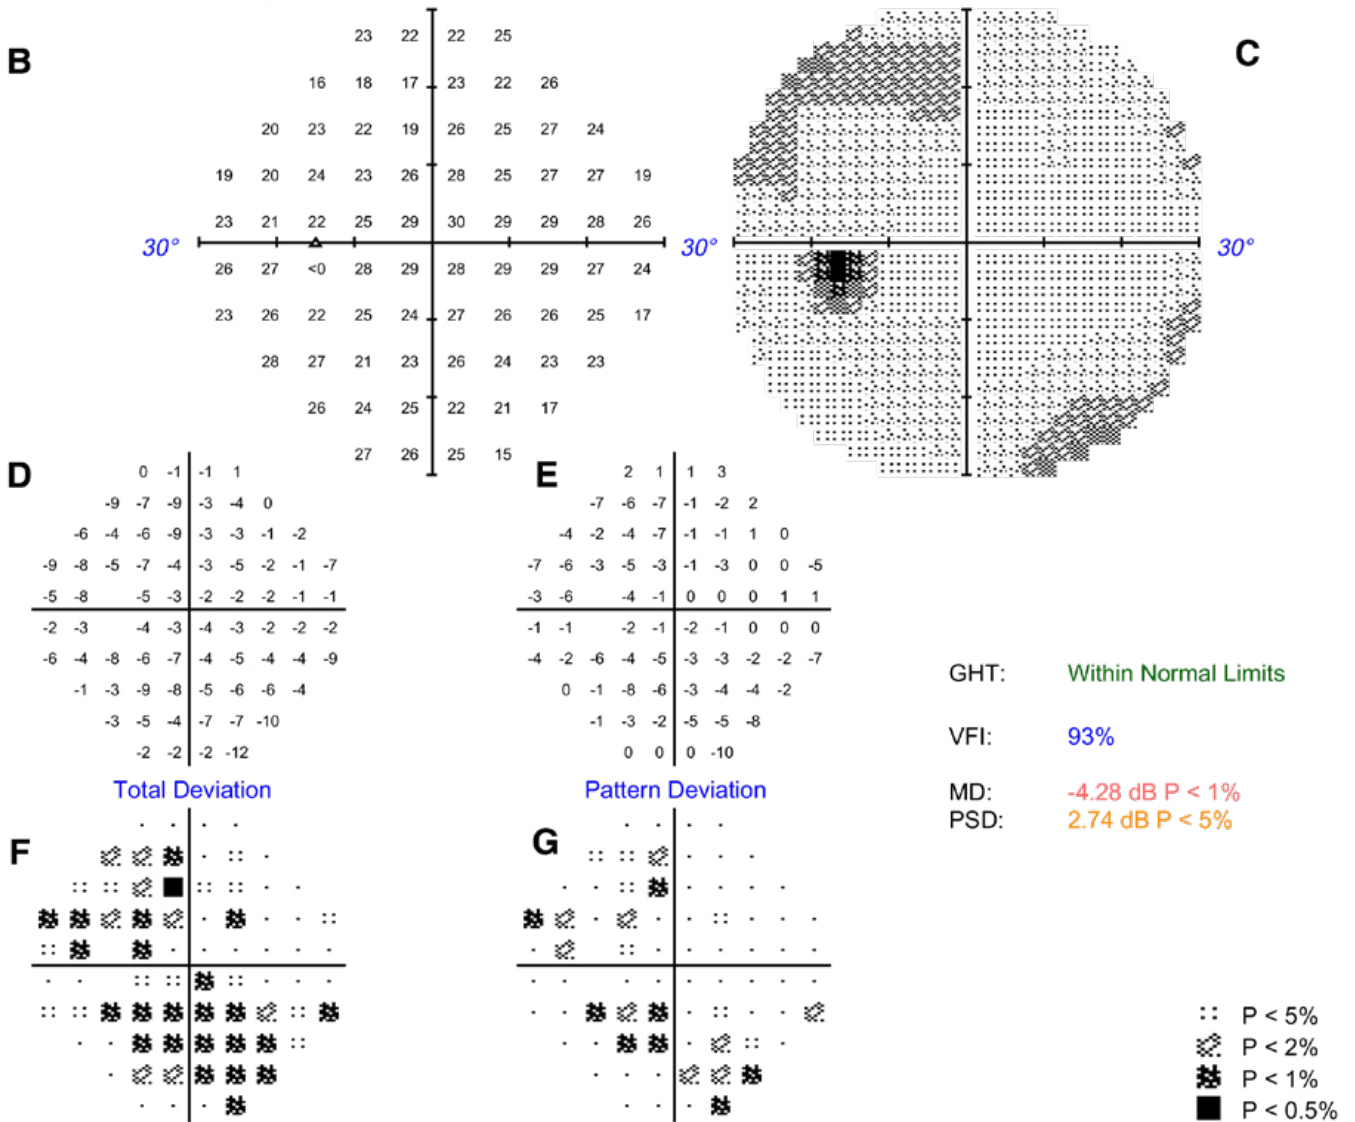 B
C
23 22 22 25
16 18 17 23 22 26
20 23 22 19 26 25 27 24
19 20 24 23 26 28 25 27 27 19
23 21 22 25 29 30 29 29 28 26
30° 30° 30°
26 27 <0 28 29 28 29 29 27 24
23 26 22 25 24 27 26 26 25 17
28 27 21 23 26 24 23 23
26 24 25 22 21 17
27 26 25 15
D
0 -1 -1 1
-9 -7 -9 -3 -4 0
-6 -4 -6 -9 -3 -3 -1 -2
-9 -8 -5 -7 -4 -3 -5 -2 -1 -7
-5 -8 -5 -3 -2 -2 -2 -1 -1
-2 -3 -4 -3 -4 -3 -2 -2 -2
-6 -4 -8 -6 -7 -4 -5 -4 -4 -9
-1 -3 -9 -8 -5 -6 -6 -4
-3 -5 -4 -7 -7 -10
-2 -2 -2 -12
Total Deviation
E
2 1 1 3
-7 -6 -7 -1 -2 2
-4 -2 -4 -7 -1 -1 1 0
-7 -6 -3 -5 -3 -1 -3 0 0 -5
-3 -6 -4 -1 0 0 0 1 1
-1 -1 -2 -1 -2 -1 0 0 0
-4 -2 -6 -4 -5 -3 -3 -2 -2 -7
0 -1 -8 -6 -3 -4 -4 -2
-1 -3 -2 -5 -5 -8
0 0 0 -10
Pattern Deviation
GHT: Within Normal Limits
VFI: 93%
MD: -4.28 dB P < 1%
PSD: 2.74 dB P < 5%
F
G
P < 5%
P < 2%
P < 1%
P < 0.5%